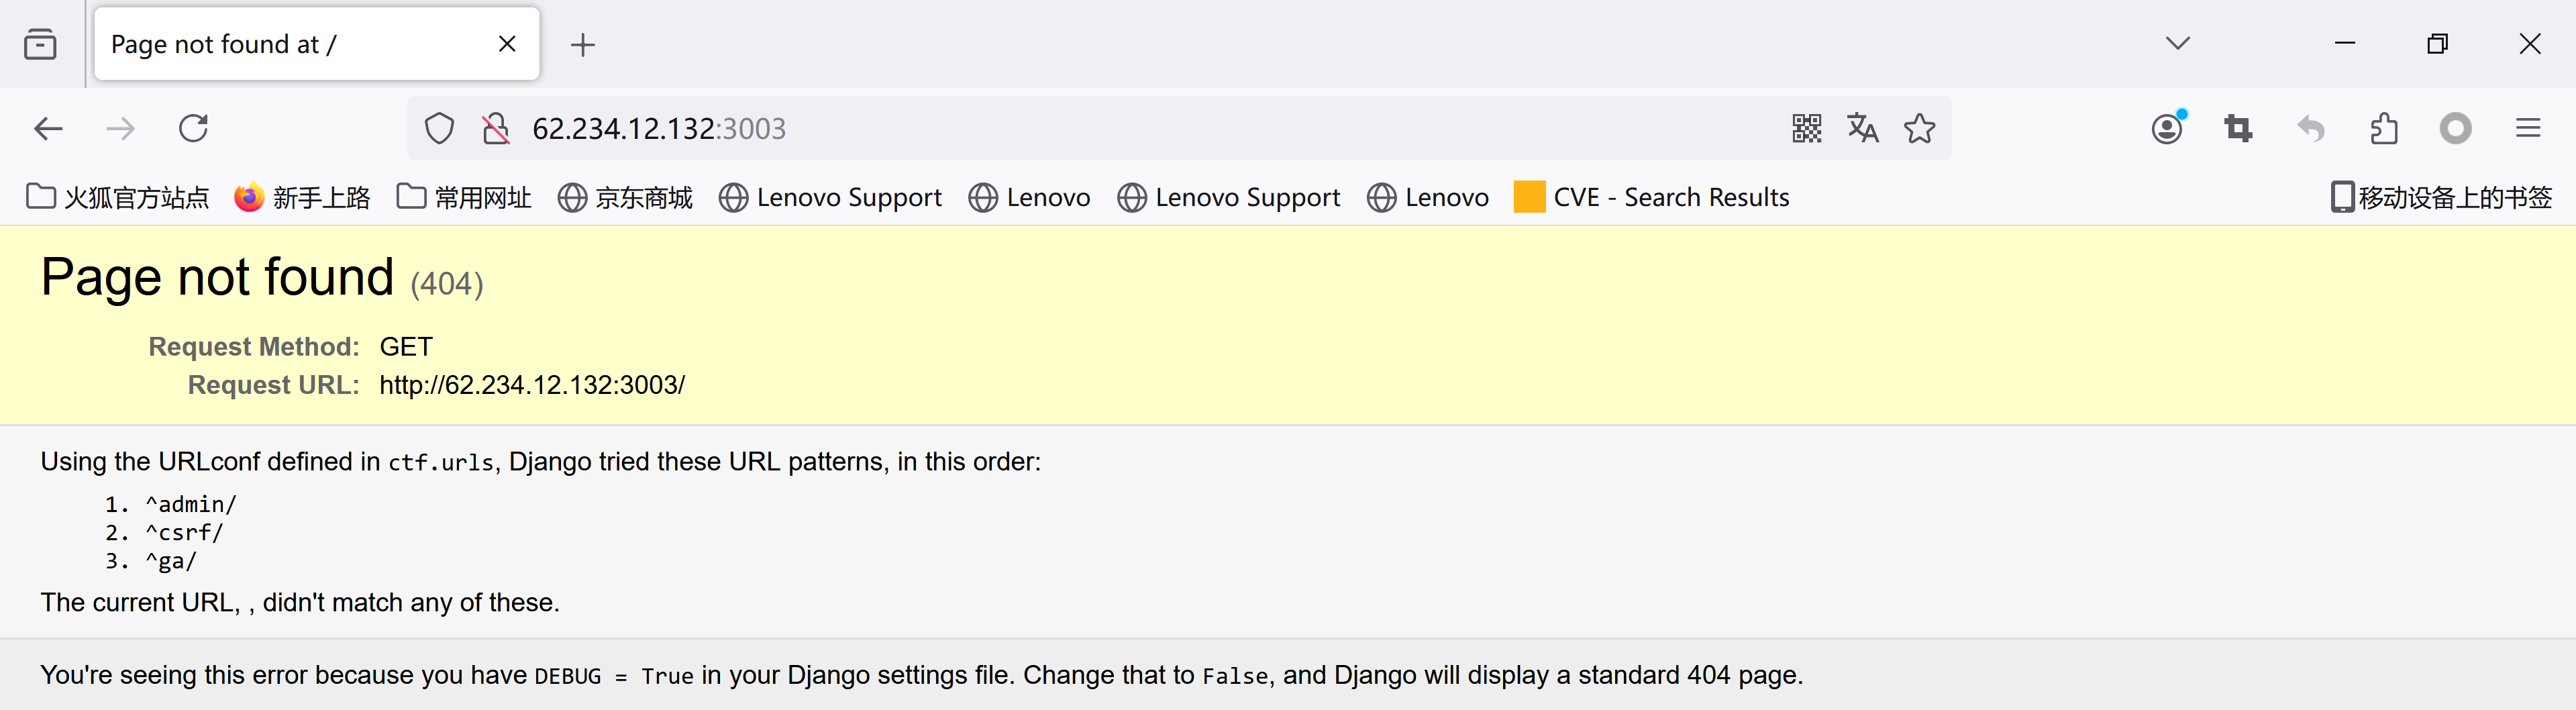 Page not found at /
62.234.12.132:3003
火狐官方站点 新手上路 常用网址 京东商城 Lenovo Support Lenovo Lenovo Support Lenovo CVE - Search Results 移动设备上的书签
Page not found (404)
Request Method: GET
Request URL: http://62.234.12.132:3003/
Using the URLconf defined in ctf.urls, Django tried these URL patterns, in this order:
1. ^admin/
2. ^csrf/
3. ^ga/
The current URL, , didn't match any of these.
You're seeing this error because you have DEBUG = True in your Django settings file. Change that to False, and Django will display a standard 404 page.